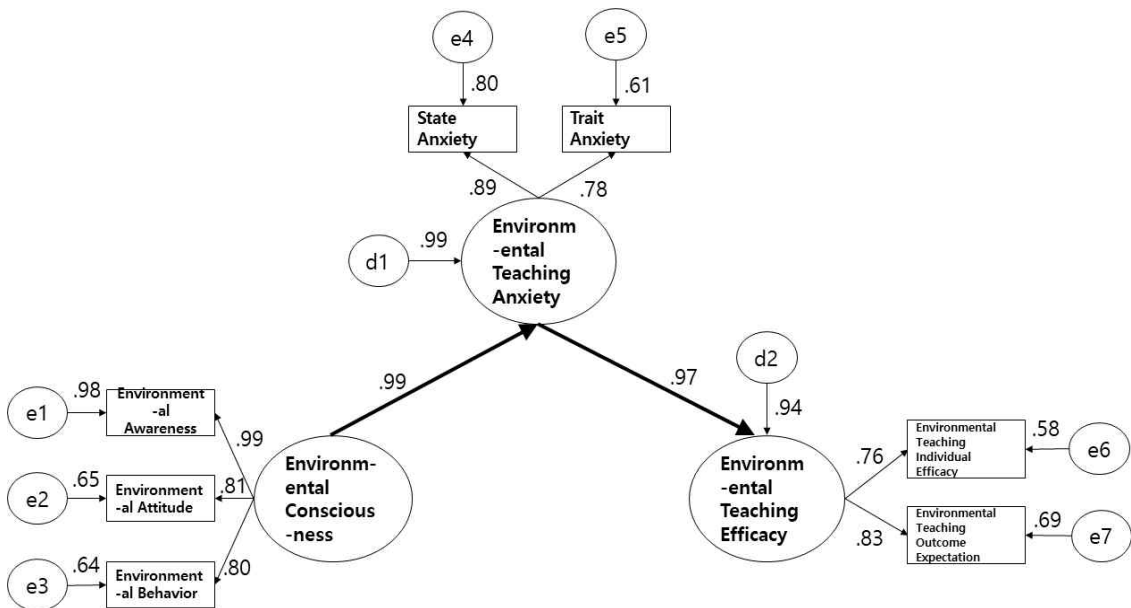 e4
e5
.80
.61
State
Anxiety
Trait
Anxiety
.89
.78
Environm
-ental
Teaching
Anxiety
d1
.99
.99
.97
d2
.94
e1
.98
Environment
-al
Awareness
.99
e2
.65
Environment
-al Attitude
.81
e3
.64
Environment
-al Behavior
.80
Environm-
ental
Conscious
-ness
Environm
-ental
Teaching
Efficacy
.76
Environmental
Teaching
Individual
Efficacy
.58
e6
.83
Environmental
Teaching
Outcome
Expectation
.69
e7